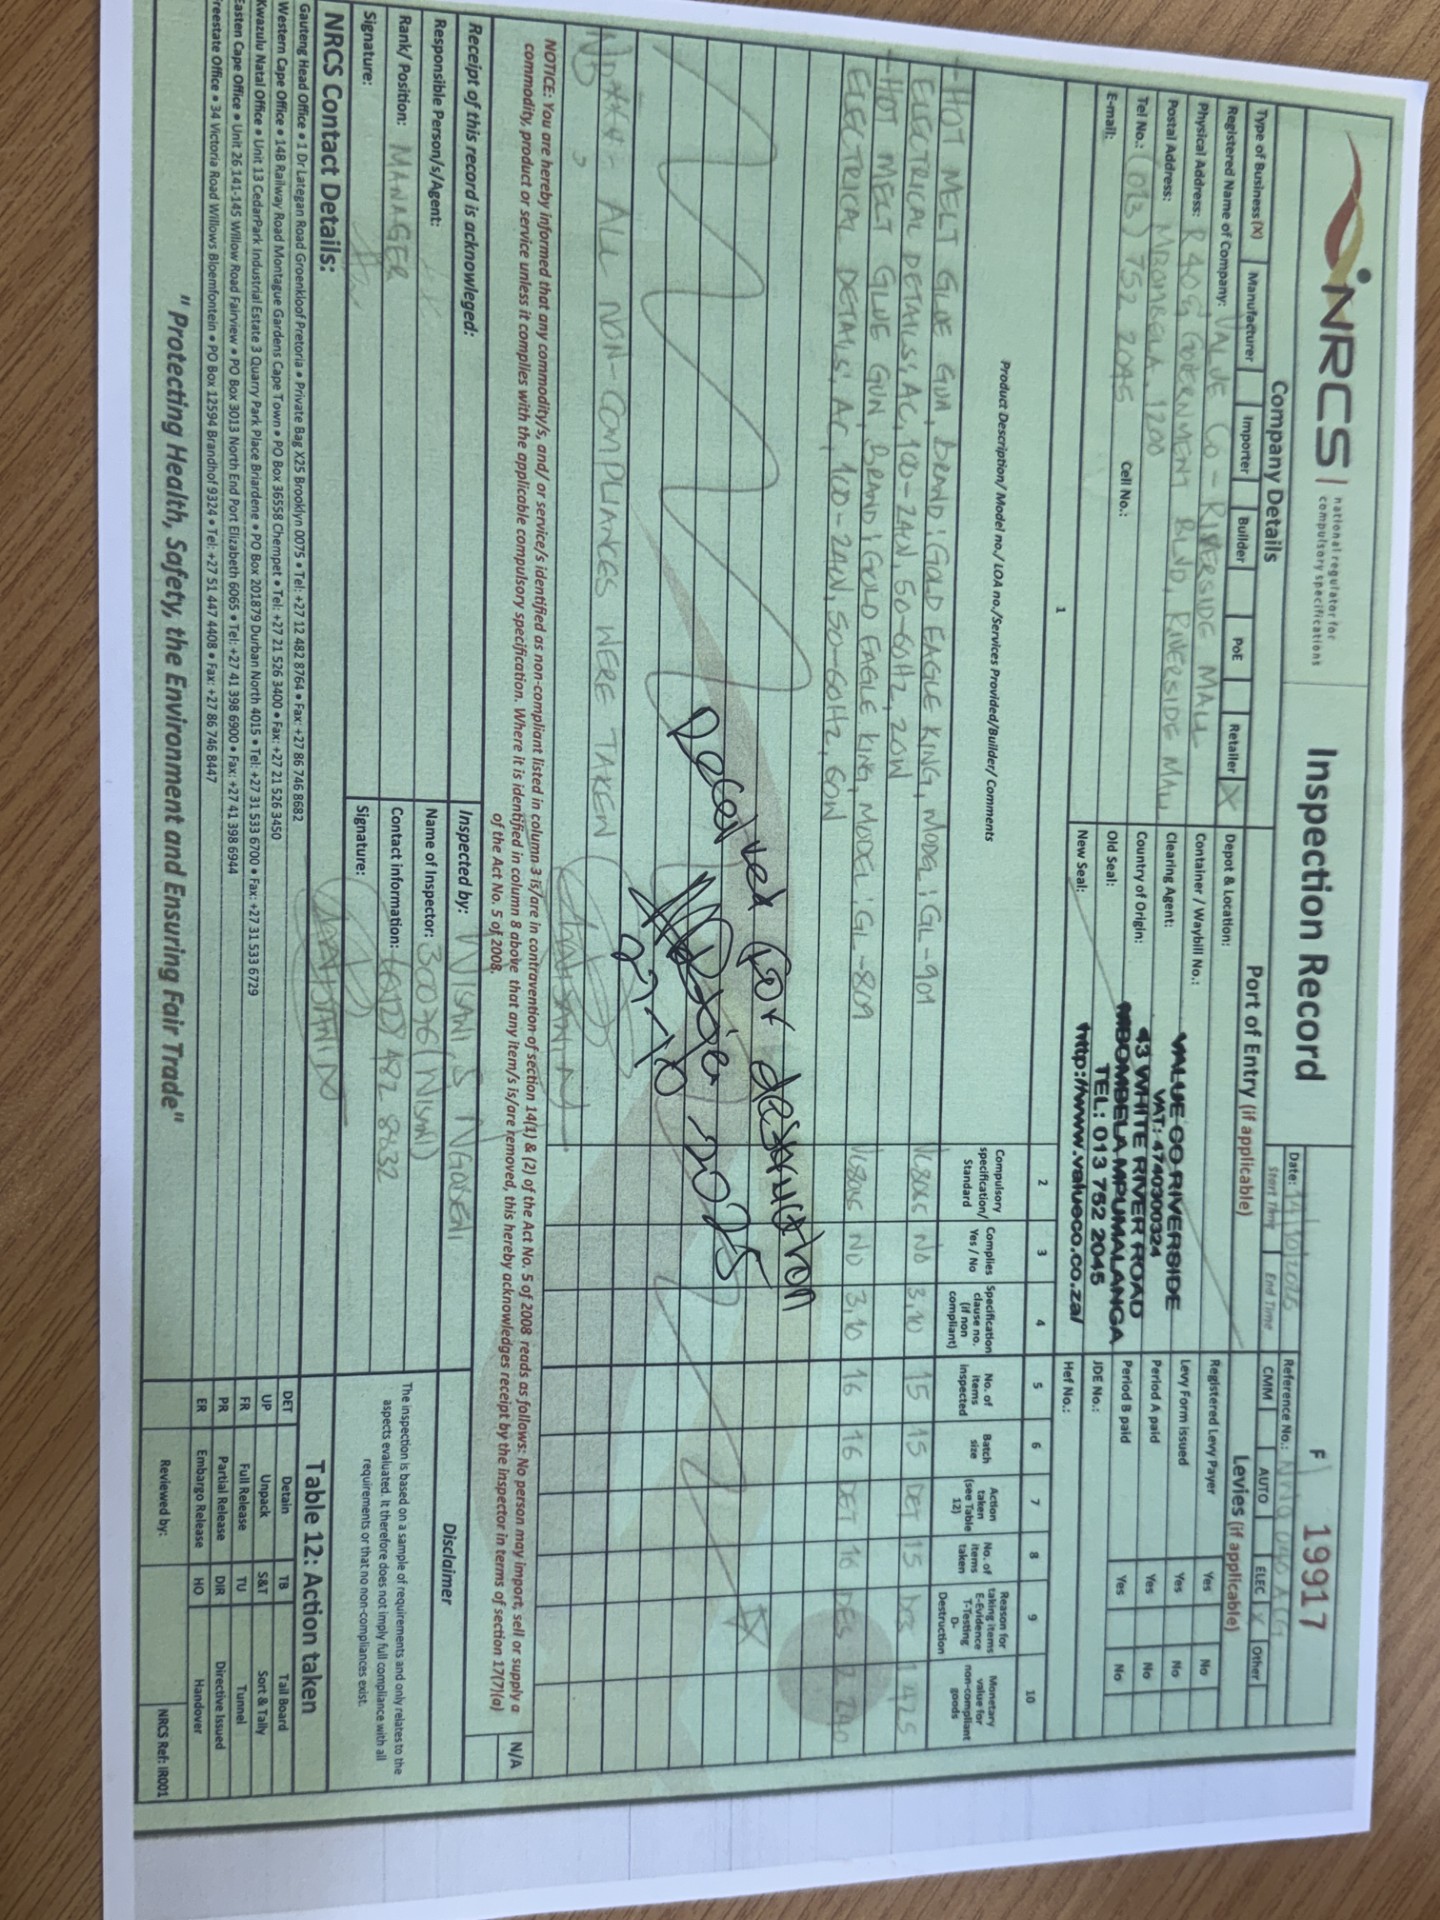 NRCS
national regulator for
compulsory specifications
Inspection Record
F 19917
Date: 14/10/2025
Reference No.:
Start Time End Time
CMM AUTO ELEC X Other
Company Details
Port of Entry (if applicable)
Levies (if applicable)
Type of Business (X) Manufacturer Importer Builder PoE Retailer X
Registered Name of Company: VALUE CO - RIVERSIDE MALL
Physical Address: R40 & GOVERNMENT BLVD, RIVERSIDE MALL
Postal Address: MBOMBELA, 1200
Tel No.: (013) 752 2045 Cell No.:
E-mail:
Depot & Location:
Container / Waybill No.:
Clearing Agent:
Country of Origin:
Old Seal:
New Seal:
VALUE CO RIVERSIDE
VAT: 4740300324
43 WHITE RIVER ROAD
MBOMBELA MPUMALANGA
TEL: 013 752 2045
http://www.valueco.co.za/
Registered Levy Payer Yes No
Levy Form issued Yes No
Period A paid Yes No
Period B paid Yes No
JDE No.:
Hef No.:
1 2 3 4 5 6 7 8 9 10
Product Description/ Model no./ LOA no./Services Provided/Builder/ Comments
Compulsory specification/ Standard
Complies Yes / No
Specification clause no. (if non compliant)
No. of items inspected
Batch size
Action taken (see Table 12)
No. of items taken
Reason for taking items E-Evidence T-Testing D-Destruction
Monetary value for non-compliant goods
- HOT MELT GLUE GUN, BRAND: GOLD EAGLE KING, MODEL: GL-901
ELECTRICAL DETAILS: AC, 100-240V, 50-60HZ, 20W VC8055 NO 3.10 15 15 DET 15 DES 1 425
- HOT MELT GLUE GUN, BRAND: GOLD EAGLE KING, MODEL: GL-801
ELECTRICAL DETAILS: AC, 100-240V, 50-60HZ, 60W VC8055 NO 3.10 16 16 DET 16 DES 2 240
Received for destruction
2025
27-10
ALL NON-COMPLIANCES WERE TAKEN
NOTICE: You are hereby informed that any commodity/s, and/ or service/s identified as non-compliant listed in column 3 is/are in contravention of section 14(1) & (2) of the Act No. 5 of 2008 reads as follows: No person may import, sell or supply a
commodity, product or service unless it complies with the applicable compulsory specification. Where it is identified in column 8 above that any item/s is/are removed, this hereby acknowledges receipt by the inspector in terms of section 17(7)(a)
of the Act No. 5 of 2008.
N/A
Receipt of this record is acknowleged:
Responsible Person/s/Agent:
Rank/ Position: MANAGER
Signature:
Inspected by:
Name of Inspector:
Contact information: (012) 482 8832
Signature:
Disclaimer
The inspection is based on a sample of requirements and only relates to the
aspects evaluated. It therefore does not imply full compliance with all
requirements or that no non-compliances exist.
NRCS Contact Details:
Gauteng Head Office • 1 Dr Lategan Road Groenkloof Pretoria • Private Bag X25 Brooklyn 0075 • Tel: +27 12 482 8764 • Fax: +27 86 746 8682
Western Cape Office • 14B Railway Road Montague Gardens Cape Town • PO Box 36558 Chempet • Tel: +27 21 526 3400 • Fax: +27 21 526 3450
Kwazulu Natal Office • Unit 13 CedarPark Industrial Estate 3 Quarry Park Place Briardene • PO Box 201879 Durban North 4015 • Tel: +27 31 533 6700 • Fax: +27 31 533 6729
Easten Cape Office • Unit 26 141-145 Willow Road Fairview • PO Box 3013 North End Port Elizabeth 6065 • Tel: +27 41 398 6900 • Fax: +27 41 398 6944
Freestate Office • 34 Victoria Road Willows Bloemfontein • PO Box 12594 Brandhof 9324 • Tel: +27 51 447 4408 • Fax: +27 86 746 8447
"Protecting Health, Safety, the Environment and Ensuring Fair Trade"
Table 12: Action taken
DET Detain TB Tail Board
UP Unpack S&T Sort & Tally
FR Full Release TU Tunnel
PR Partial Release DIR Directive Issued
ER Embargo Release HO Handover
Reviewed by:
NRCS Ref: IR001